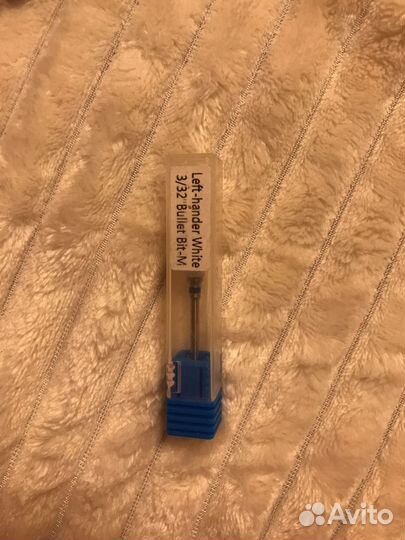 Left-hander White
3/32" Bullet Bit-M
Avito